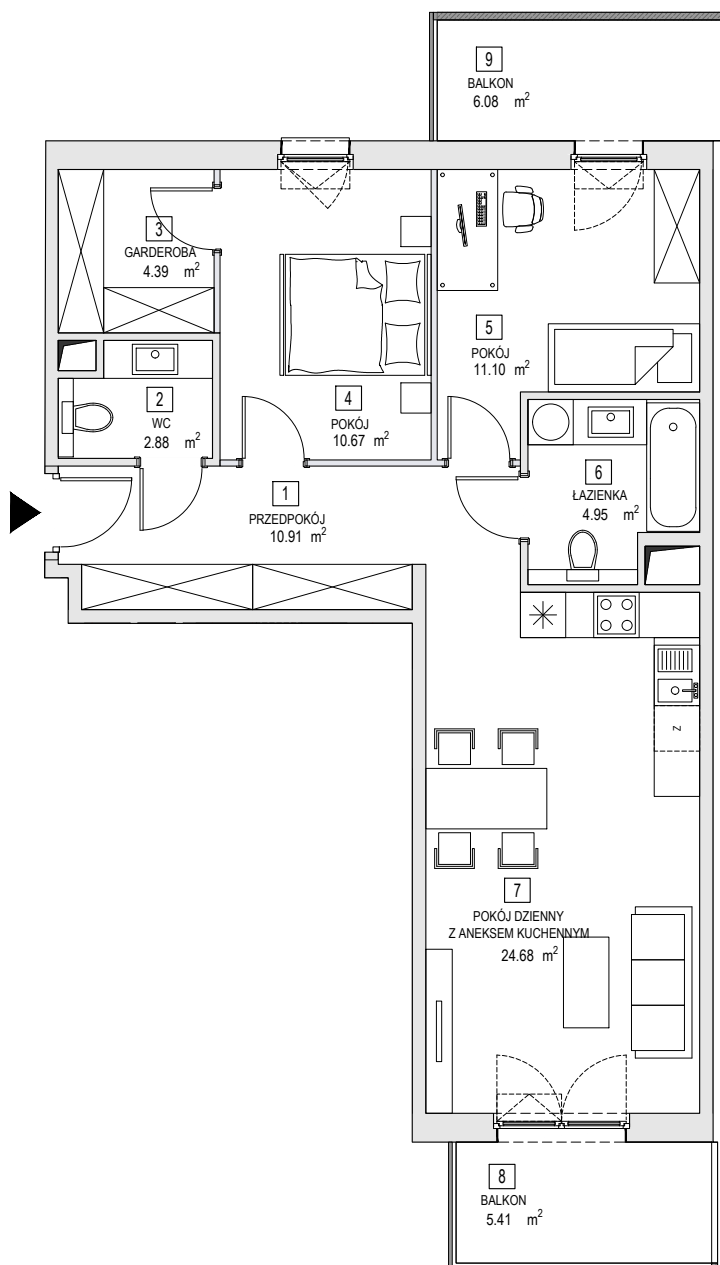 9
BALKON
6.08 m²
3
GARDEROBA
4.39 m²
5
POKÓJ
11.10 m²
2
WC
2.88 m²
4
POKÓJ
10.67 m²
6
ŁAZIENKA
4.95 m²
1
PRZEDPOKÓJ
10.91 m²
Z
7
POKÓJ DZIENNY
Z ANEKSEM KUCHENNYM
24.68 m²
8
BALKON
5.41 m²